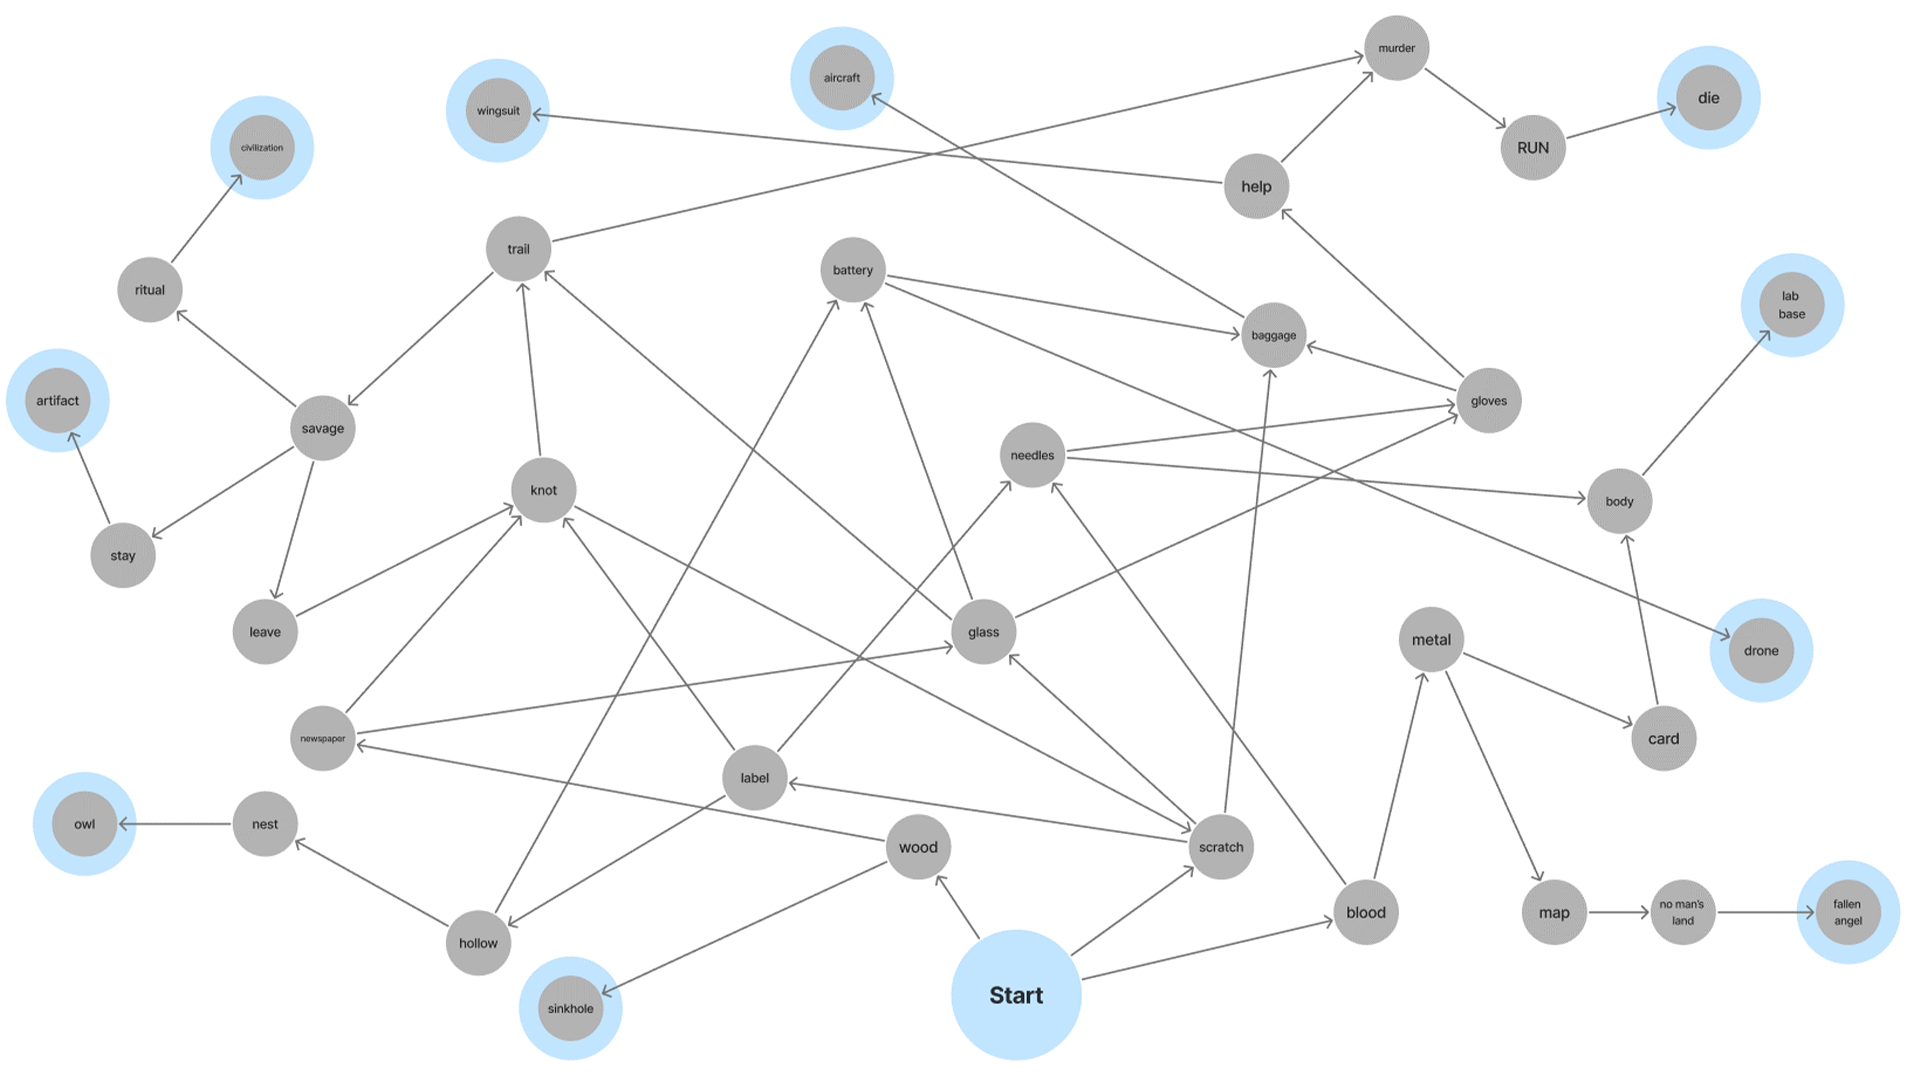 murder
aircraft
die
wingsuit
civilization
RUN
help
trail
battery
ritual
lab
base
baggage
artifact
gloves
savage
needles
knot
body
stay
leave
glass
metal
drone
newspaper
card
label
owl
nest
wood
scratch
hollow
blood
map
no man's
land
fallen
angel
Start
sinkhole